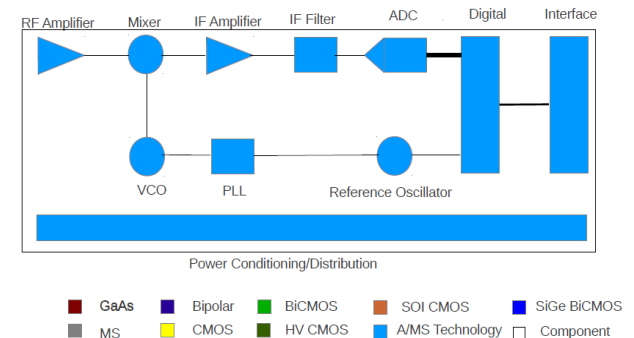 RF Amplifier Mixer IF Amplifier IF Filter ADC Digital Interface
VCO PLL Reference Oscillator
Power Conditioning/Distribution
GaAs Bipolar BiCMOS SOI CMOS SiGe BiCMOS
MS CMOS HV CMOS A/MS Technology Component